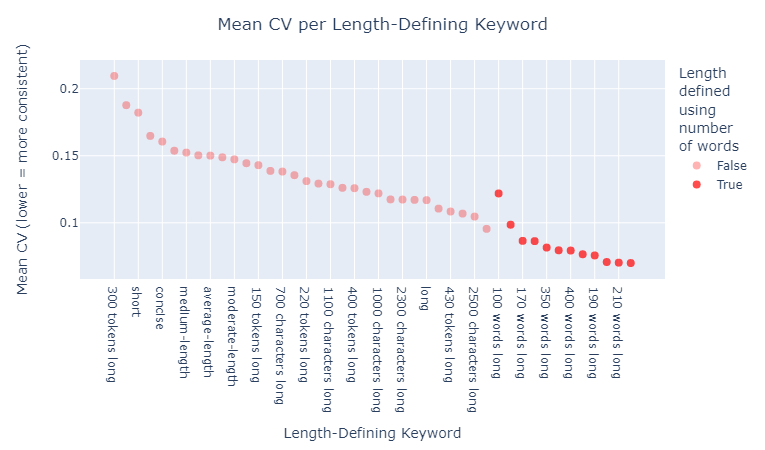 Mean CV per Length-Defining Keyword
Mean CV (lower = more consistent)
0.2
0.15
0.1
300 tokens long
short
concise
medium-length
average-length
moderate-length
150 tokens long
700 characters long
220 tokens long
1100 characters long
400 tokens long
1000 characters long
2300 characters long
long
430 tokens long
2500 characters long
100 words long
170 words long
350 words long
400 words long
190 words long
210 words long
Length-Defining Keyword
Length
defined
using
number
of words
False
True